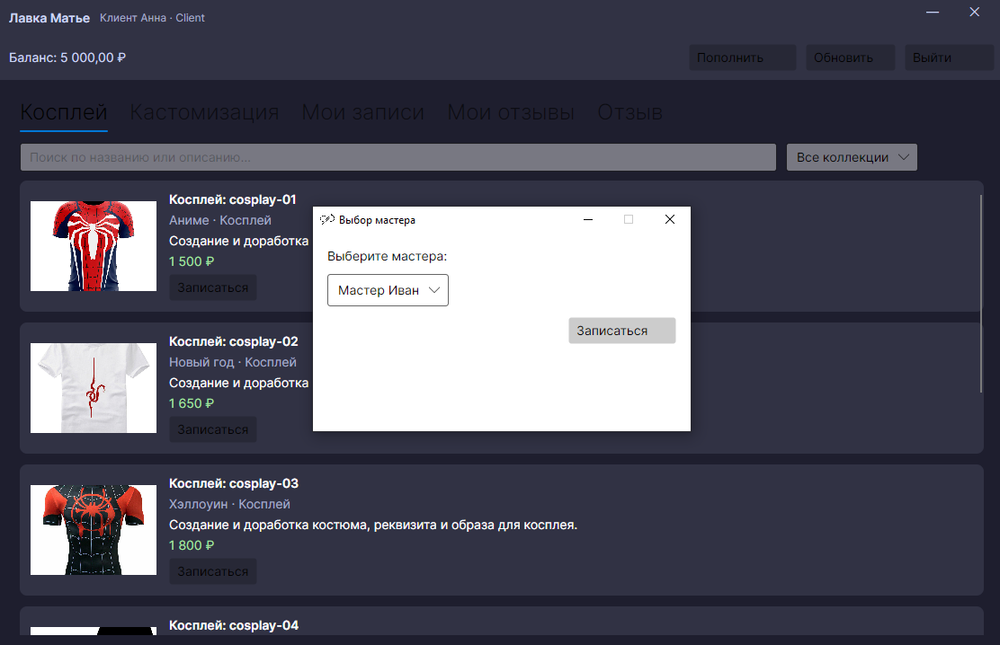 Лавка Матье Клиент Анна · Client
Баланс: 5 000,00 ₽
Пополнить Обновить Выйти
Косплей Кастомизация Мои записи Мои отзывы Отзыв
Поиск по названию или описанию... Все коллекции
Косплей: cosplay-01
Аниме · Косплей
Создание и доработка
1 500 ₽
Записаться
Выбор мастера
Выберите мастера:
Мастер Иван
Записаться
Косплей: cosplay-02
Новый год · Косплей
Создание и доработка
1 650 ₽
Записаться
Косплей: cosplay-03
Хэллоуин · Косплей
Создание и доработка костюма, реквизита и образа для косплея.
1 800 ₽
Записаться
Косплей: cosplay-04